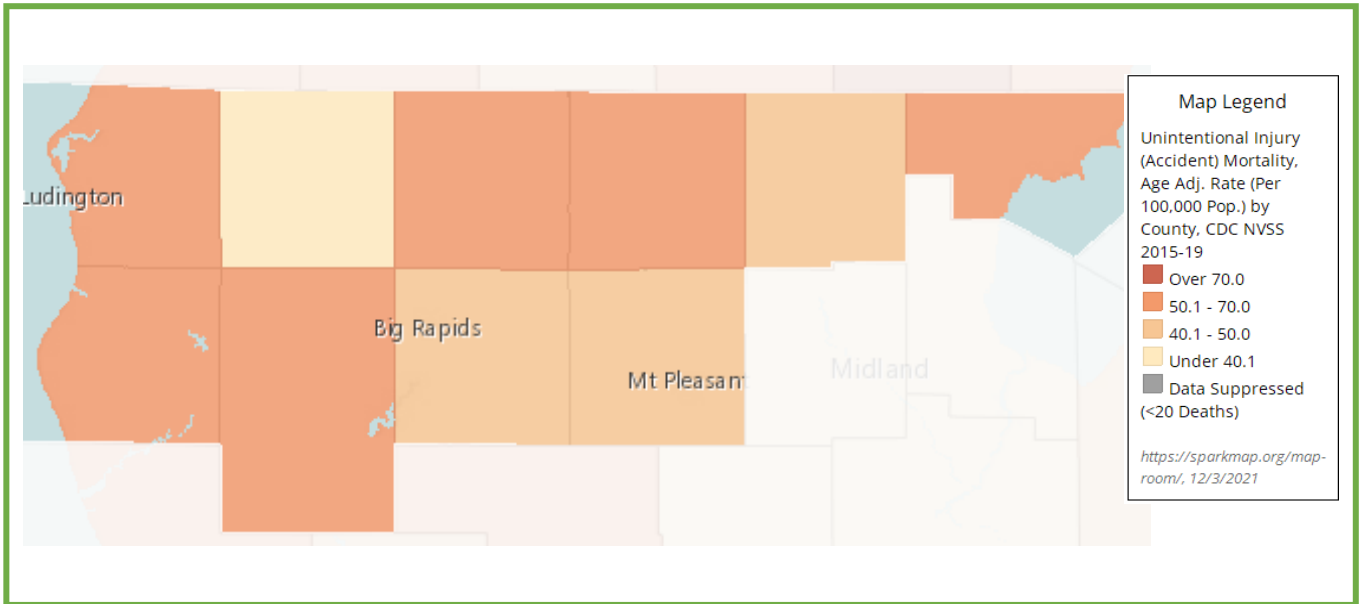 Ludington
Big Rapids
Mt Pleasant
Midland
Map Legend
Unintentional Injury
(Accident) Mortality,
Age Adj. Rate (Per
100,000 Pop.) by
County, CDC NVSS
2015-19
Over 70.0
50.1 - 70.0
40.1 - 50.0
Under 40.1
Data Suppressed
(<20 Deaths)
https://sparkmap.org/map-
room/, 12/3/2021